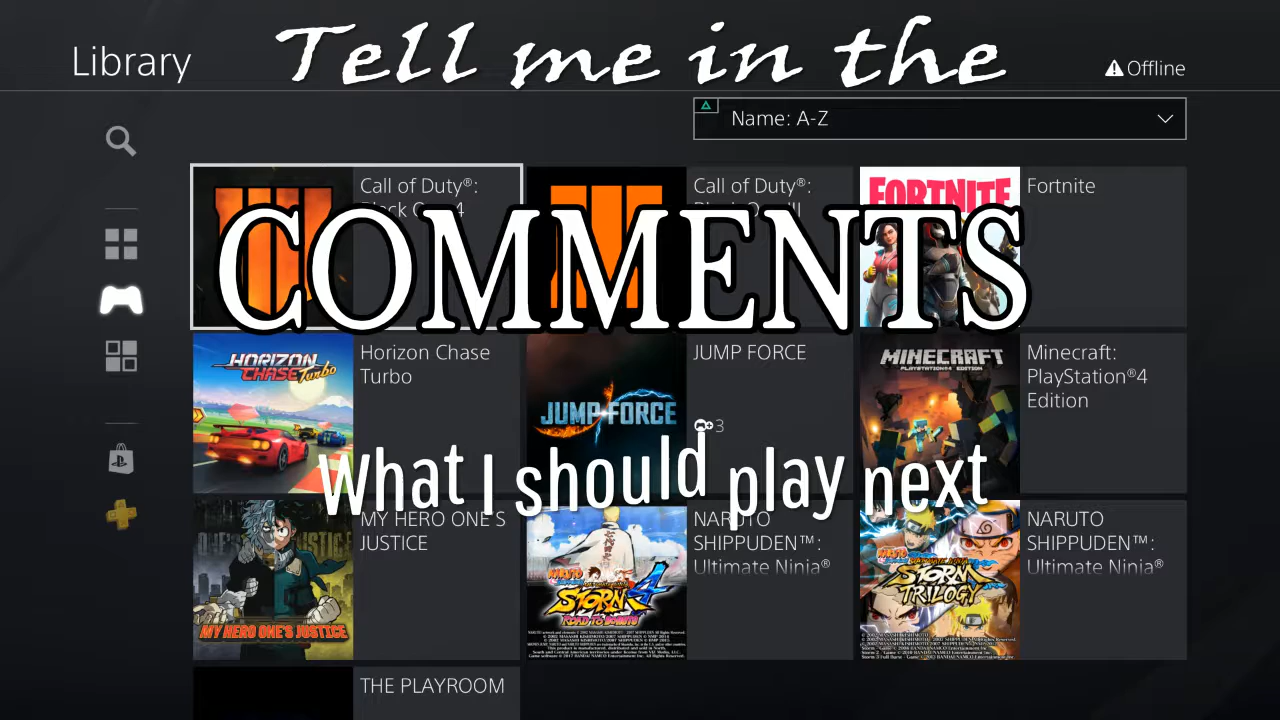 Library
Tell me in the
Offline
Name: A-Z
Call of Duty®:
Call of Duty®:
FORTNITE
Fortnite
COMMENTS
HORIZON
CHASE Turbo
Horizon Chase
Turbo
JUMP FORCE
JUMP FORCE
+3
MINECRAFT
PLAYSTATION®4 EDITION
Minecraft:
PlayStation®4
Edition
What I should play next
MY HERO ONE'S JUSTICE
MY HERO ONE'S
JUSTICE
NARUTO
STORM 4
ROAD TO BORUTO
NARUTO
SHIPPUDEN™:
Ultimate Ninja®
NARUTO
STORM
TRILOGY
NARUTO
SHIPPUDEN™:
Ultimate Ninja®
THE PLAYROOM